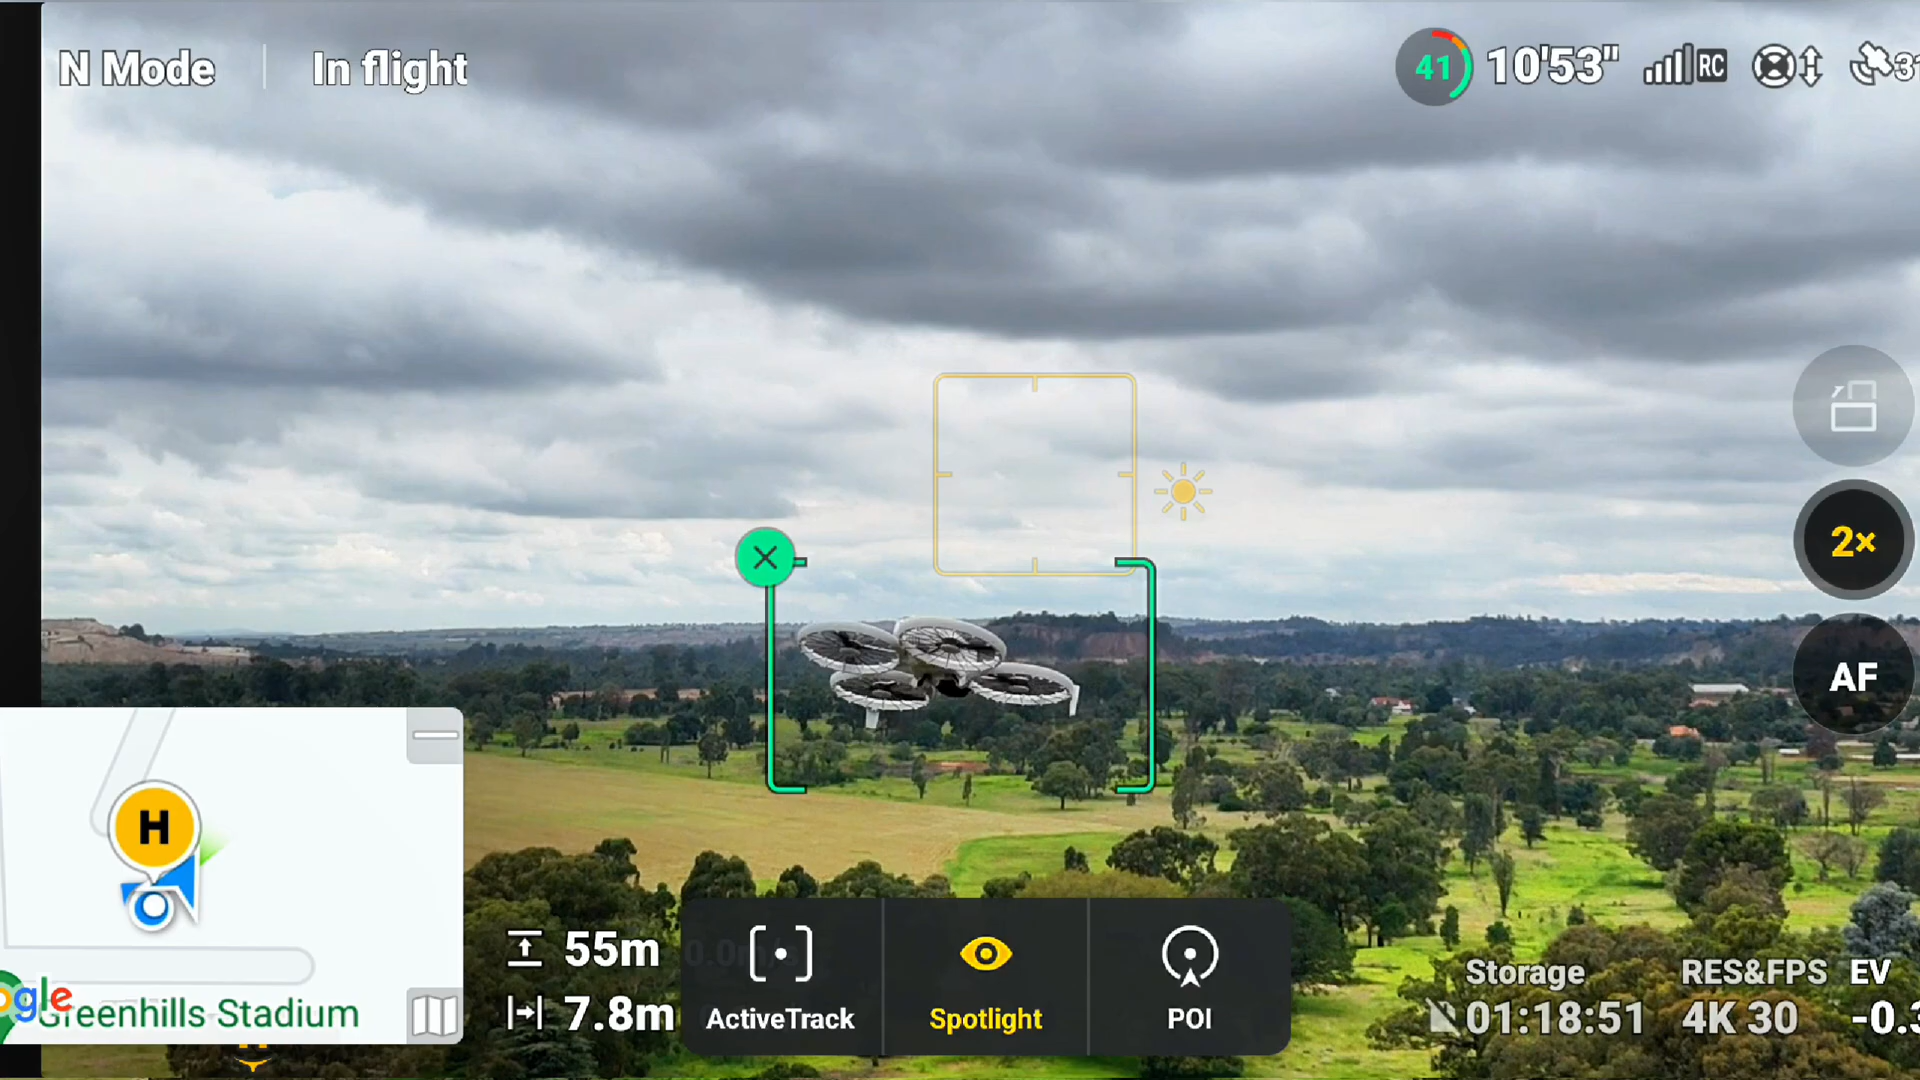 N Mode
In flight
41
10'53"
RC
2×
AF
H
Greenhills Stadium
55m
7.8m
ActiveTrack
Spotlight
POI
Storage
01:18:51
RES&FPS
4K 30
EV